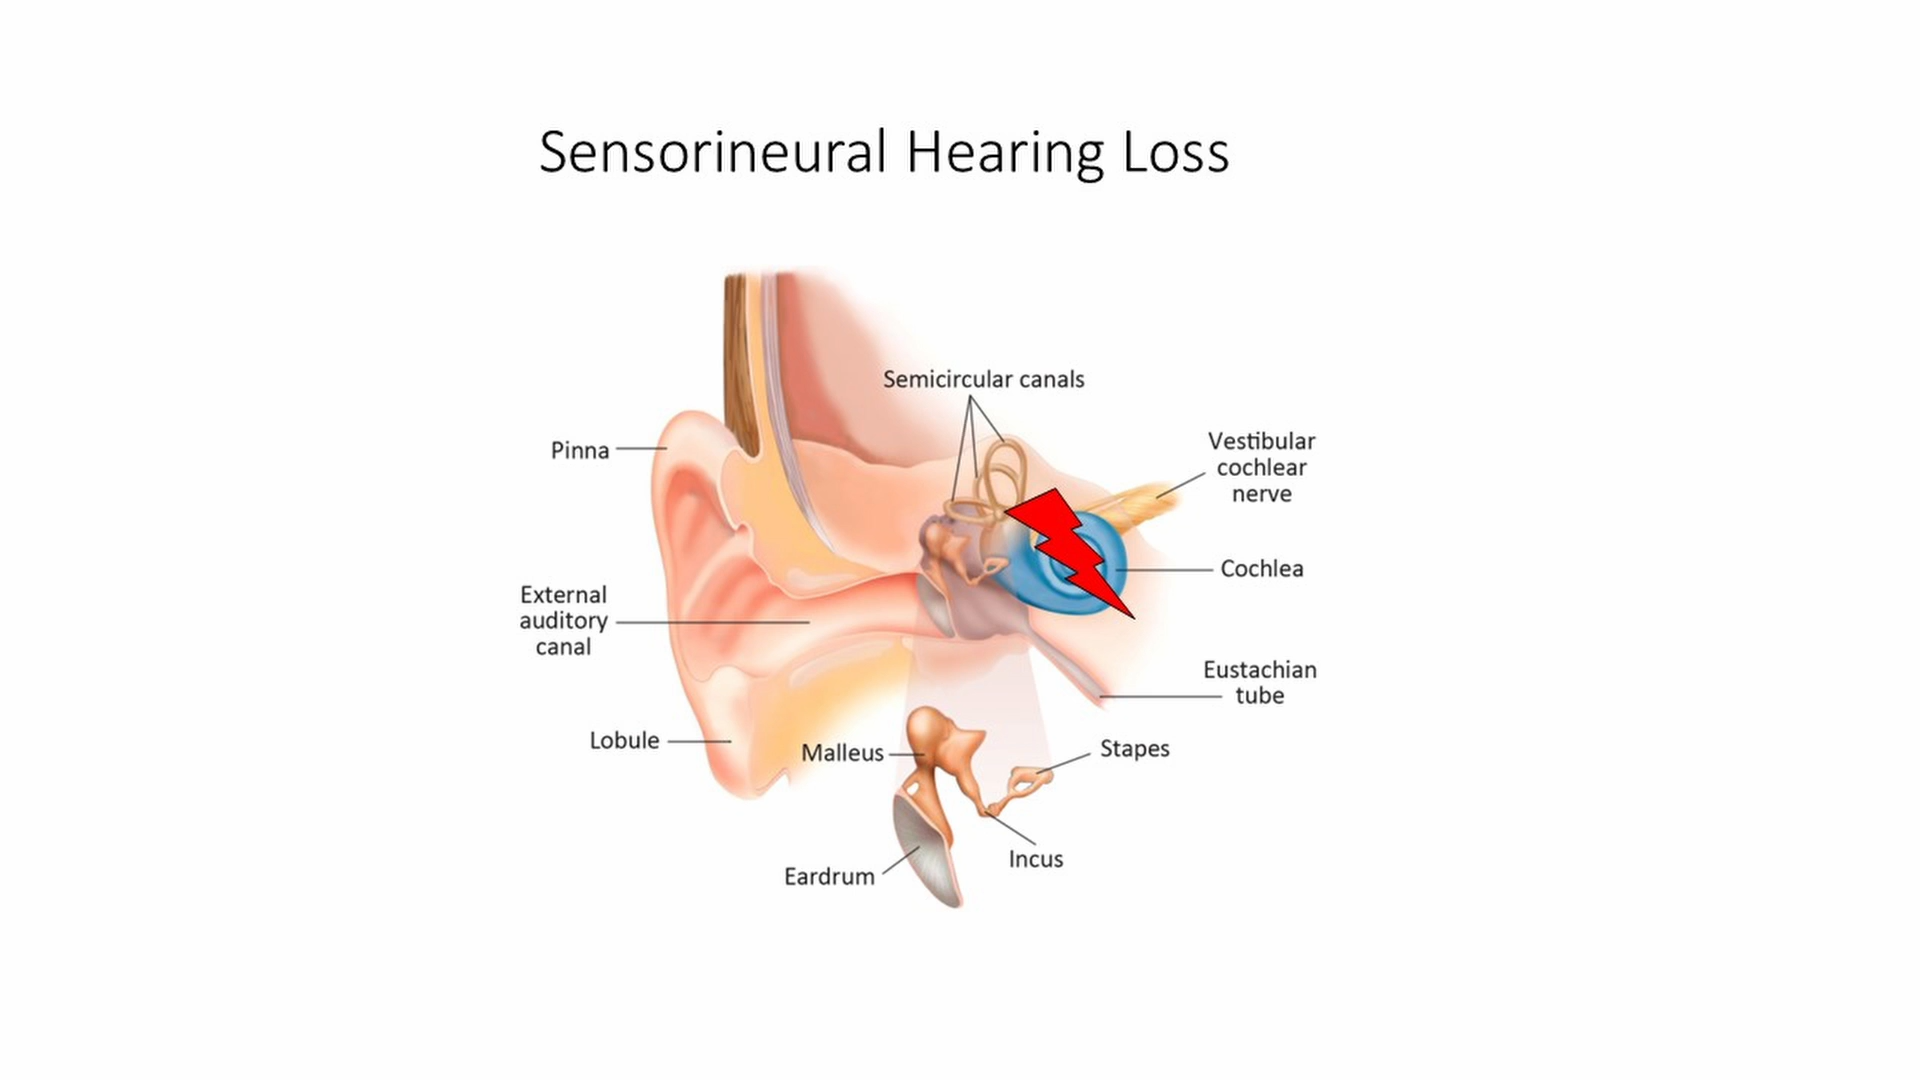 Sensorineural Hearing Loss
Semicircular canals
Pinna
Vestibular
cochlear
nerve
Cochlea
External
auditory
canal
Eustachian
tube
Lobule
Malleus
Stapes
Incus
Eardrum